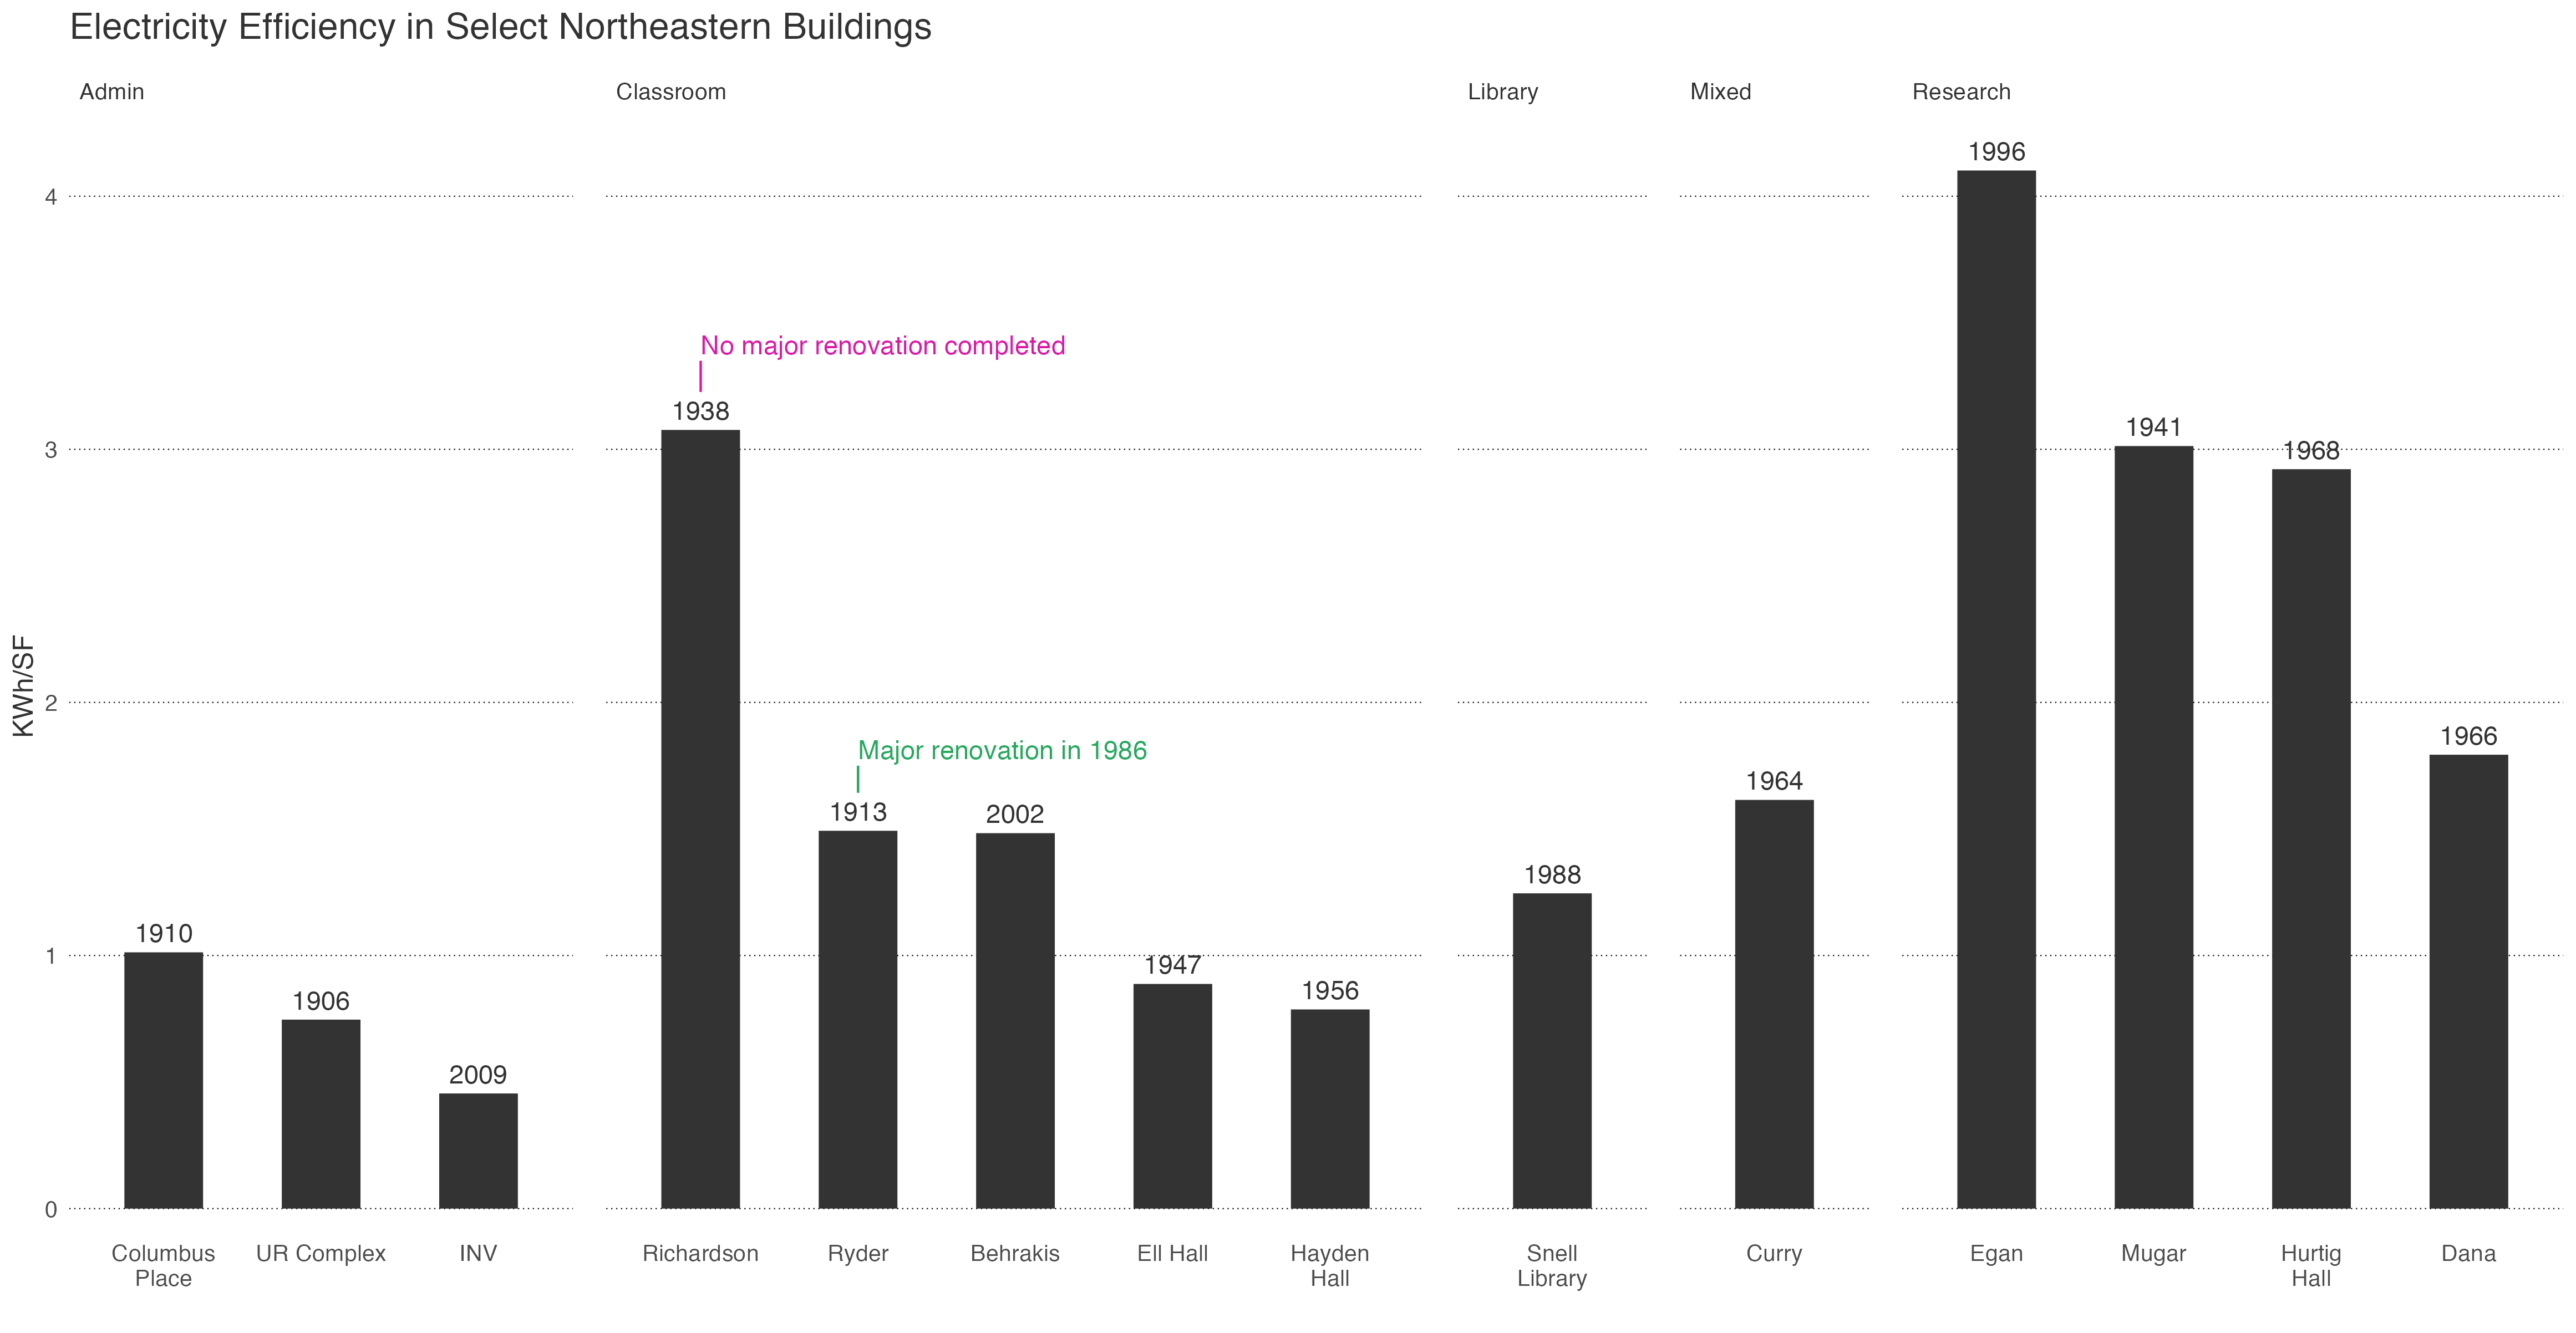 Electricity Efficiency in Select Northeastern Buildings
Admin
Classroom
Library
Mixed
Research
KWh/SF
4
3
2
1
0
No major renovation completed
Major renovation in 1986
1910
1906
2009
1938
1913
2002
1947
1956
1988
1964
1996
1941
1968
1966
Columbus
Place
UR Complex
INV
Richardson
Ryder
Behrakis
Ell Hall
Hayden
Hall
Snell
Library
Curry
Egan
Mugar
Hurtig
Hall
Dana